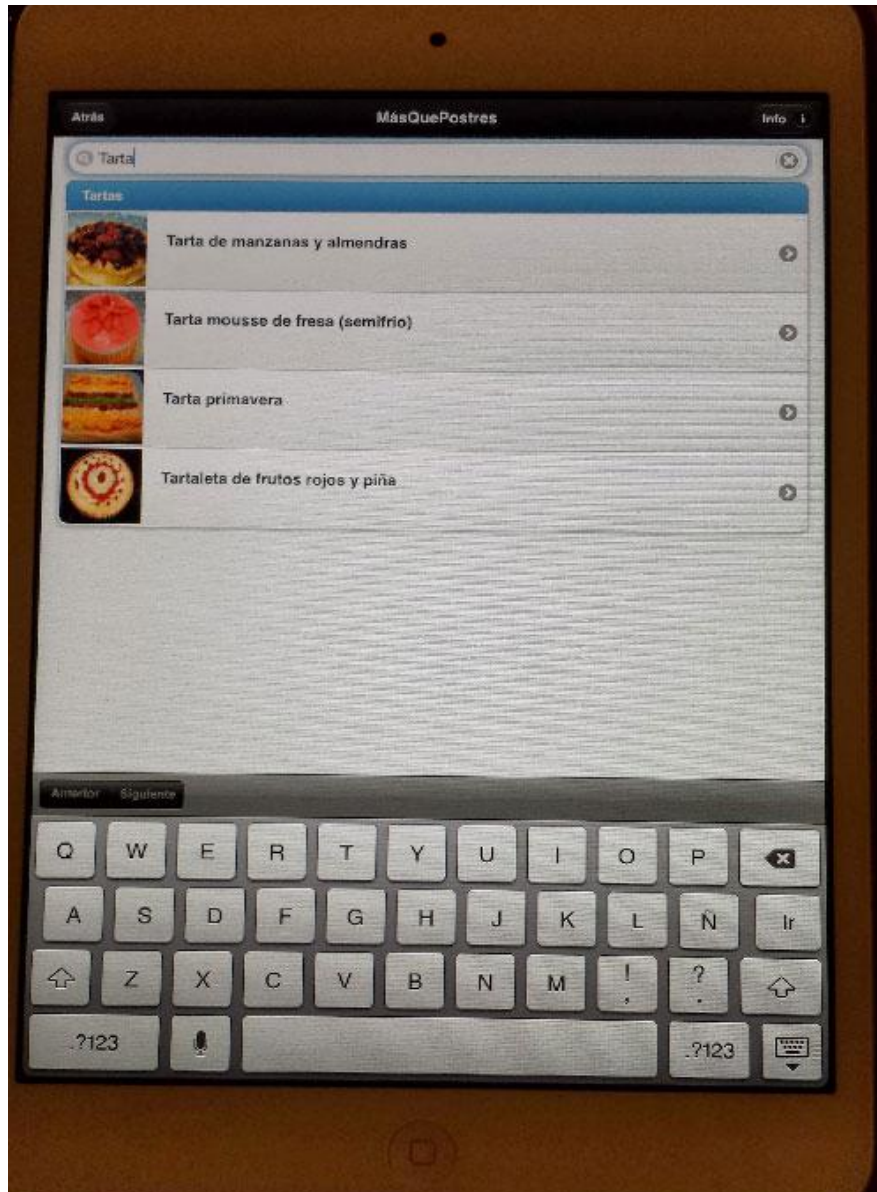 Atrás MásQuePostres Info i
Tarta
Tartas
Tarta de manzanas y almendras
Tarta mousse de fresa (semifrio)
Tarta primavera
Tartaleta de frutos rojos y piña
Anterior Siguiente
Q W E R T Y U I O P
A S D F G H J K L Ñ Ir
Z X C V B N M ! , ? .
.?123 .?123